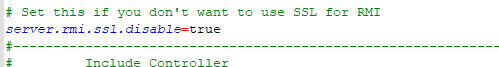 # Set this if you don't want to use SSL for RMI
server.rmi.ssl.disable=true
#---------------------------------------------------------------------------
#         Include Controller